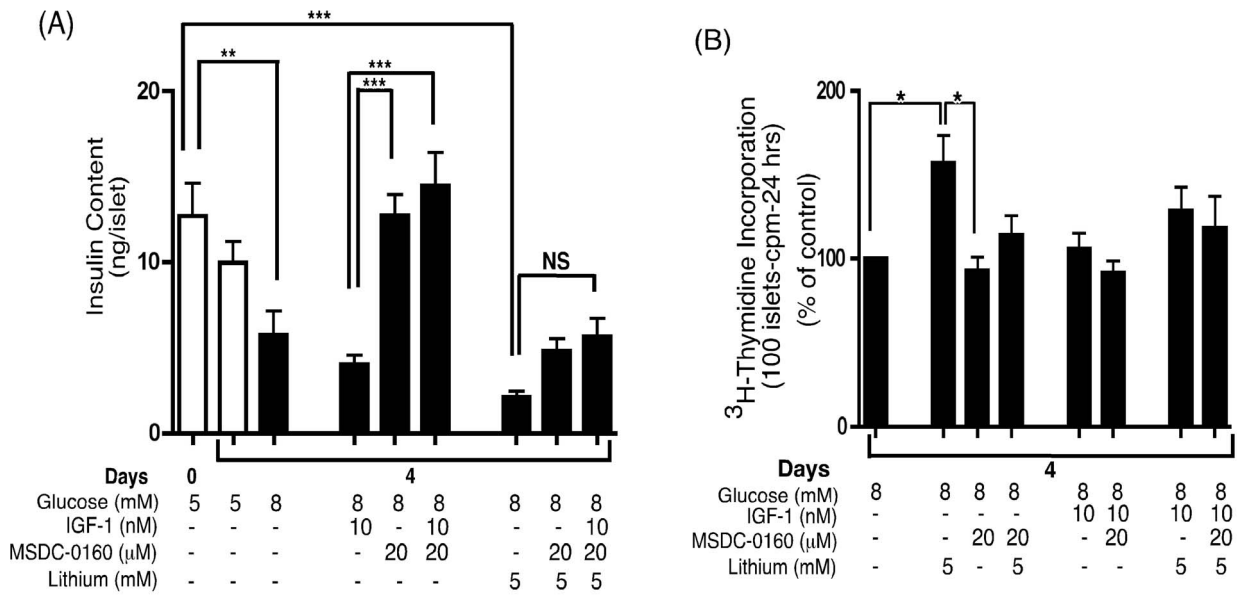 (A)
***
**
***
***
NS
20
10
0
Insulin Content
(ng/islet)
Days 0 4
Glucose (mM) 5 5 8 8 8 8 8 8 8
IGF-1 (nM) - - - 10 - 10 - - 10
MSDC-0160 (μM) - - - - 20 20 - 20 20
Lithium (mM) - - - - - - 5 5 5
(B)
* *
200
100
0
³H-Thymidine Incorporation
(100 islets-cpm-24 hrs)
(% of control)
Days 4
Glucose (mM) 8 8 8 8 8 8 8 8
IGF-1 (nM) - - - - 10 10 10 10
MSDC-0160 (μM) - - 20 20 - 20 - 20
Lithium (mM) - 5 - 5 - - 5 5